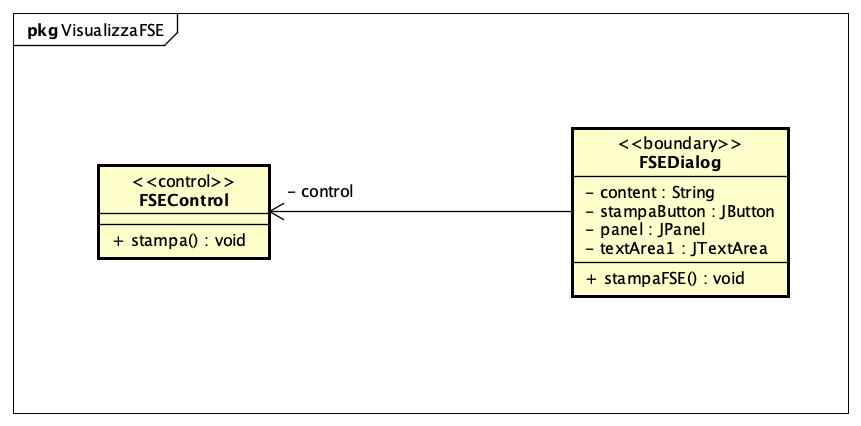 pkg VisualizzaFSE
<<control>>
FSEControl
+ stampa() : void
- control
<<boundary>>
FSEDialog
- content : String
- stampaButton : JButton
- panel : JPanel
- textArea1 : JTextArea
+ stampaFSE() : void